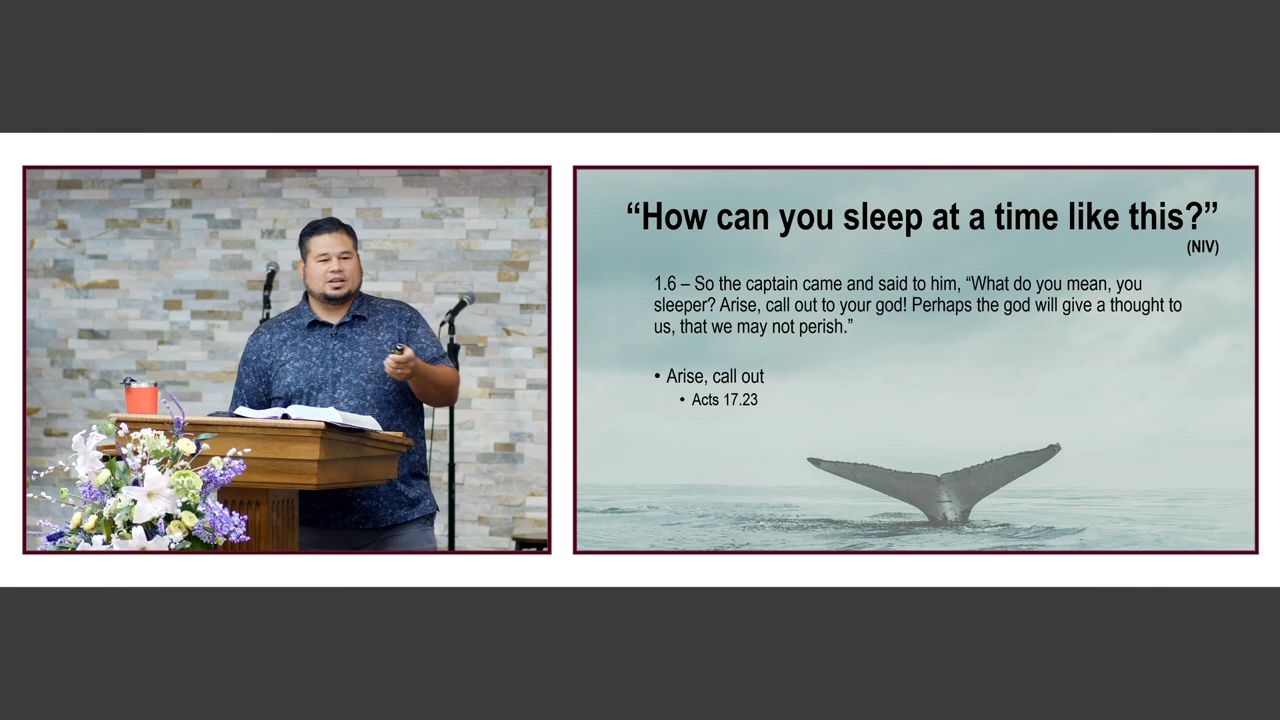 “How can you sleep at a time like this?”
(NIV)
1.6 – So the captain came and said to him, “What do you mean, you
sleeper? Arise, call out to your god! Perhaps the god will give a thought to
us, that we may not perish.”
• Arise, call out
• Acts 17.23